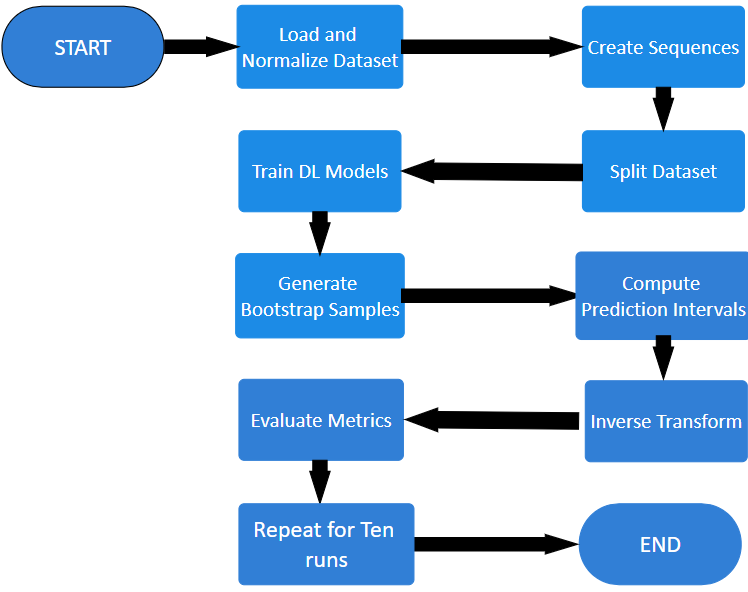 START
Load and
Normalize Dataset
Create Sequences
Split Dataset
Train DL Models
Generate
Bootstrap Samples
Compute
Prediction Intervals
Inverse Transform
Evaluate Metrics
Repeat for Ten
runs
END